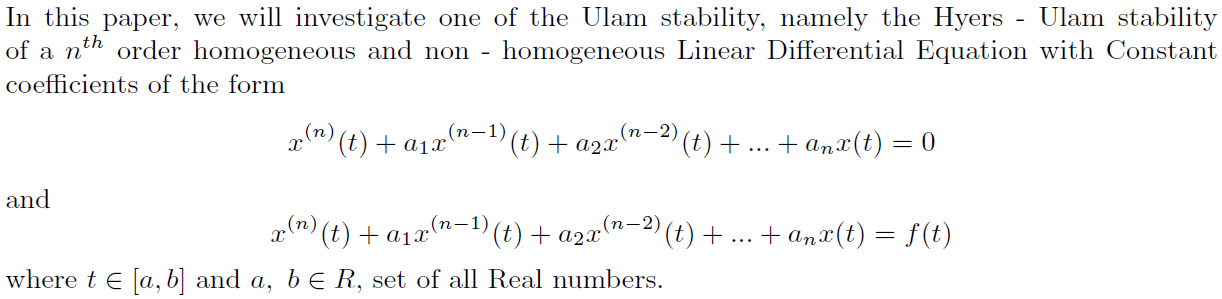 In this paper, we will investigate one of the Ulam stability, namely the Hyers - Ulam stability
of a n^{th} order homogeneous and non - homogeneous Linear Differential Equation with Constant
coefficients of the form
x^{(n)}(t) + a_1x^{(n−1)}(t) + a_2x^{(n−2)}(t) + ... + a_nx(t) = 0
and
x^{(n)}(t) + a_1x^{(n−1)}(t) + a_2x^{(n−2)}(t) + ... + a_nx(t) = f(t)
where t ∈ [a, b] and a, b ∈ R, set of all Real numbers.